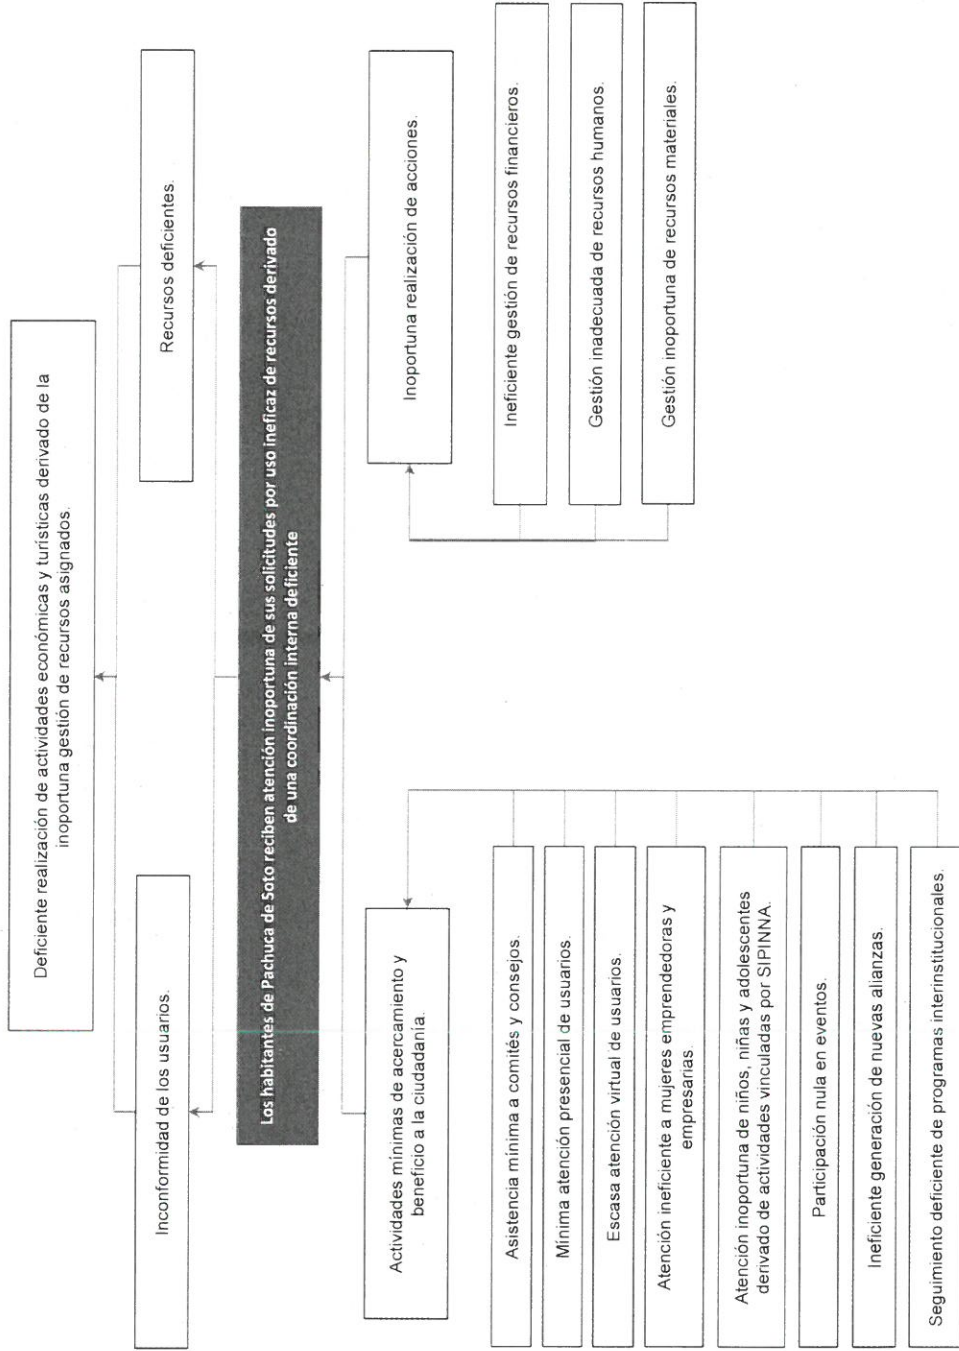 Deficiente realización de actividades económicas y turísticas derivado de la
inoportuna gestión de recursos asignados.
Inconformidad de los usuarios.
Recursos deficientes.
Los habitantes de Pachuca de Soto reciben atención inoportuna de sus solicitudes por uso ineficaz de recursos derivado
de una coordinación interna deficiente
Actividades mínimas de acercamiento y
beneficio a la ciudadanía.
Inoportuna realización de acciones.
Asistencia mínima a comités y consejos.
Mínima atención presencial de usuarios.
Escasa atención virtual de usuarios.
Atención ineficiente a mujeres emprendedoras y
empresarias.
Atención inoportuna de niños, niñas y adolescentes
derivado de actividades vinculadas por SIPINNA.
Participación nula en eventos.
Ineficiente generación de nuevas alianzas.
Seguimiento deficiente de programas interinstitucionales.
Ineficiente gestión de recursos financieros.
Gestión inadecuada de recursos humanos.
Gestión inoportuna de recursos materiales.